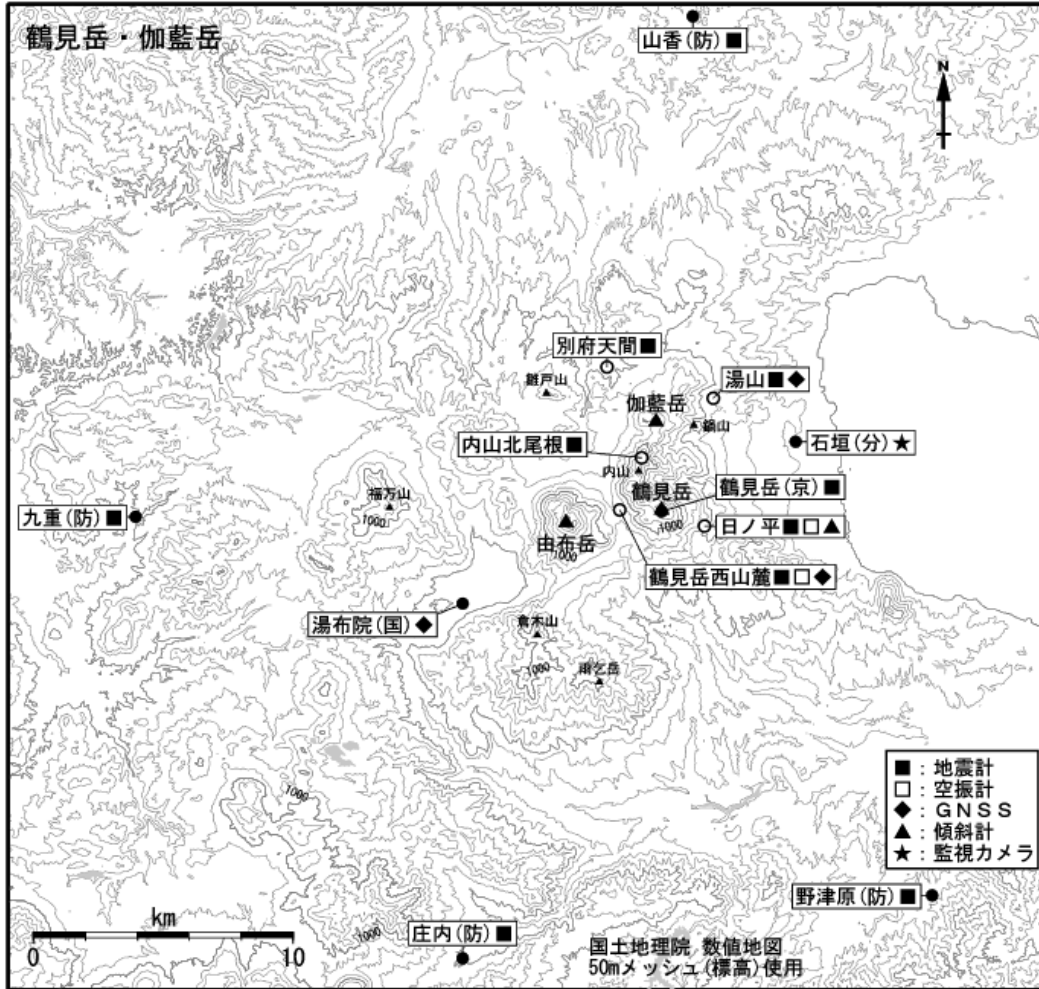 鶴見岳・伽藍岳
山香(防)■
N
別府天間■
雛戸山
湯山■◆
伽藍岳
鍋山
石垣(分)★
内山北尾根■
内山
鶴見岳(京)■
鶴見岳
福万山
1000
九重(防)■
1000
日ノ平■□▲
由布岳
1000
鶴見岳西山麓■□◆
湯布院(国)◆
倉木山
1000
雨乞岳
■：地震計
□：空振計
◆：GNSS
▲：傾斜計
★：監視カメラ
1000
野津原(防)■
km
0 10
庄内(防)■
1000
国土地理院 数値地図
50mメッシュ(標高)使用